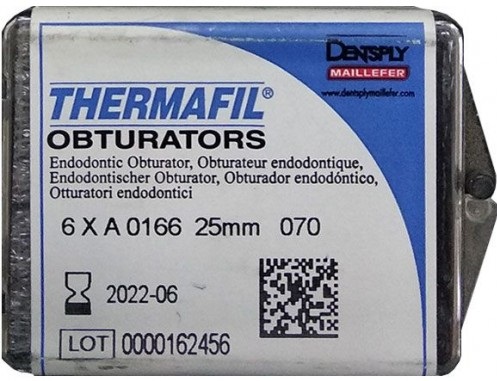 DENTSPLY
MAILLEFER
www.dentsplymaillefer.com
THERMAFIL®
OBTURATORS
Endodontic Obturator, Obturateur endodontique,
Endodontischer Obturator, Obturador endodóntico,
Otturatori endodontici
6 X A 0166 25mm 070
2022-06
LOT 0000162456